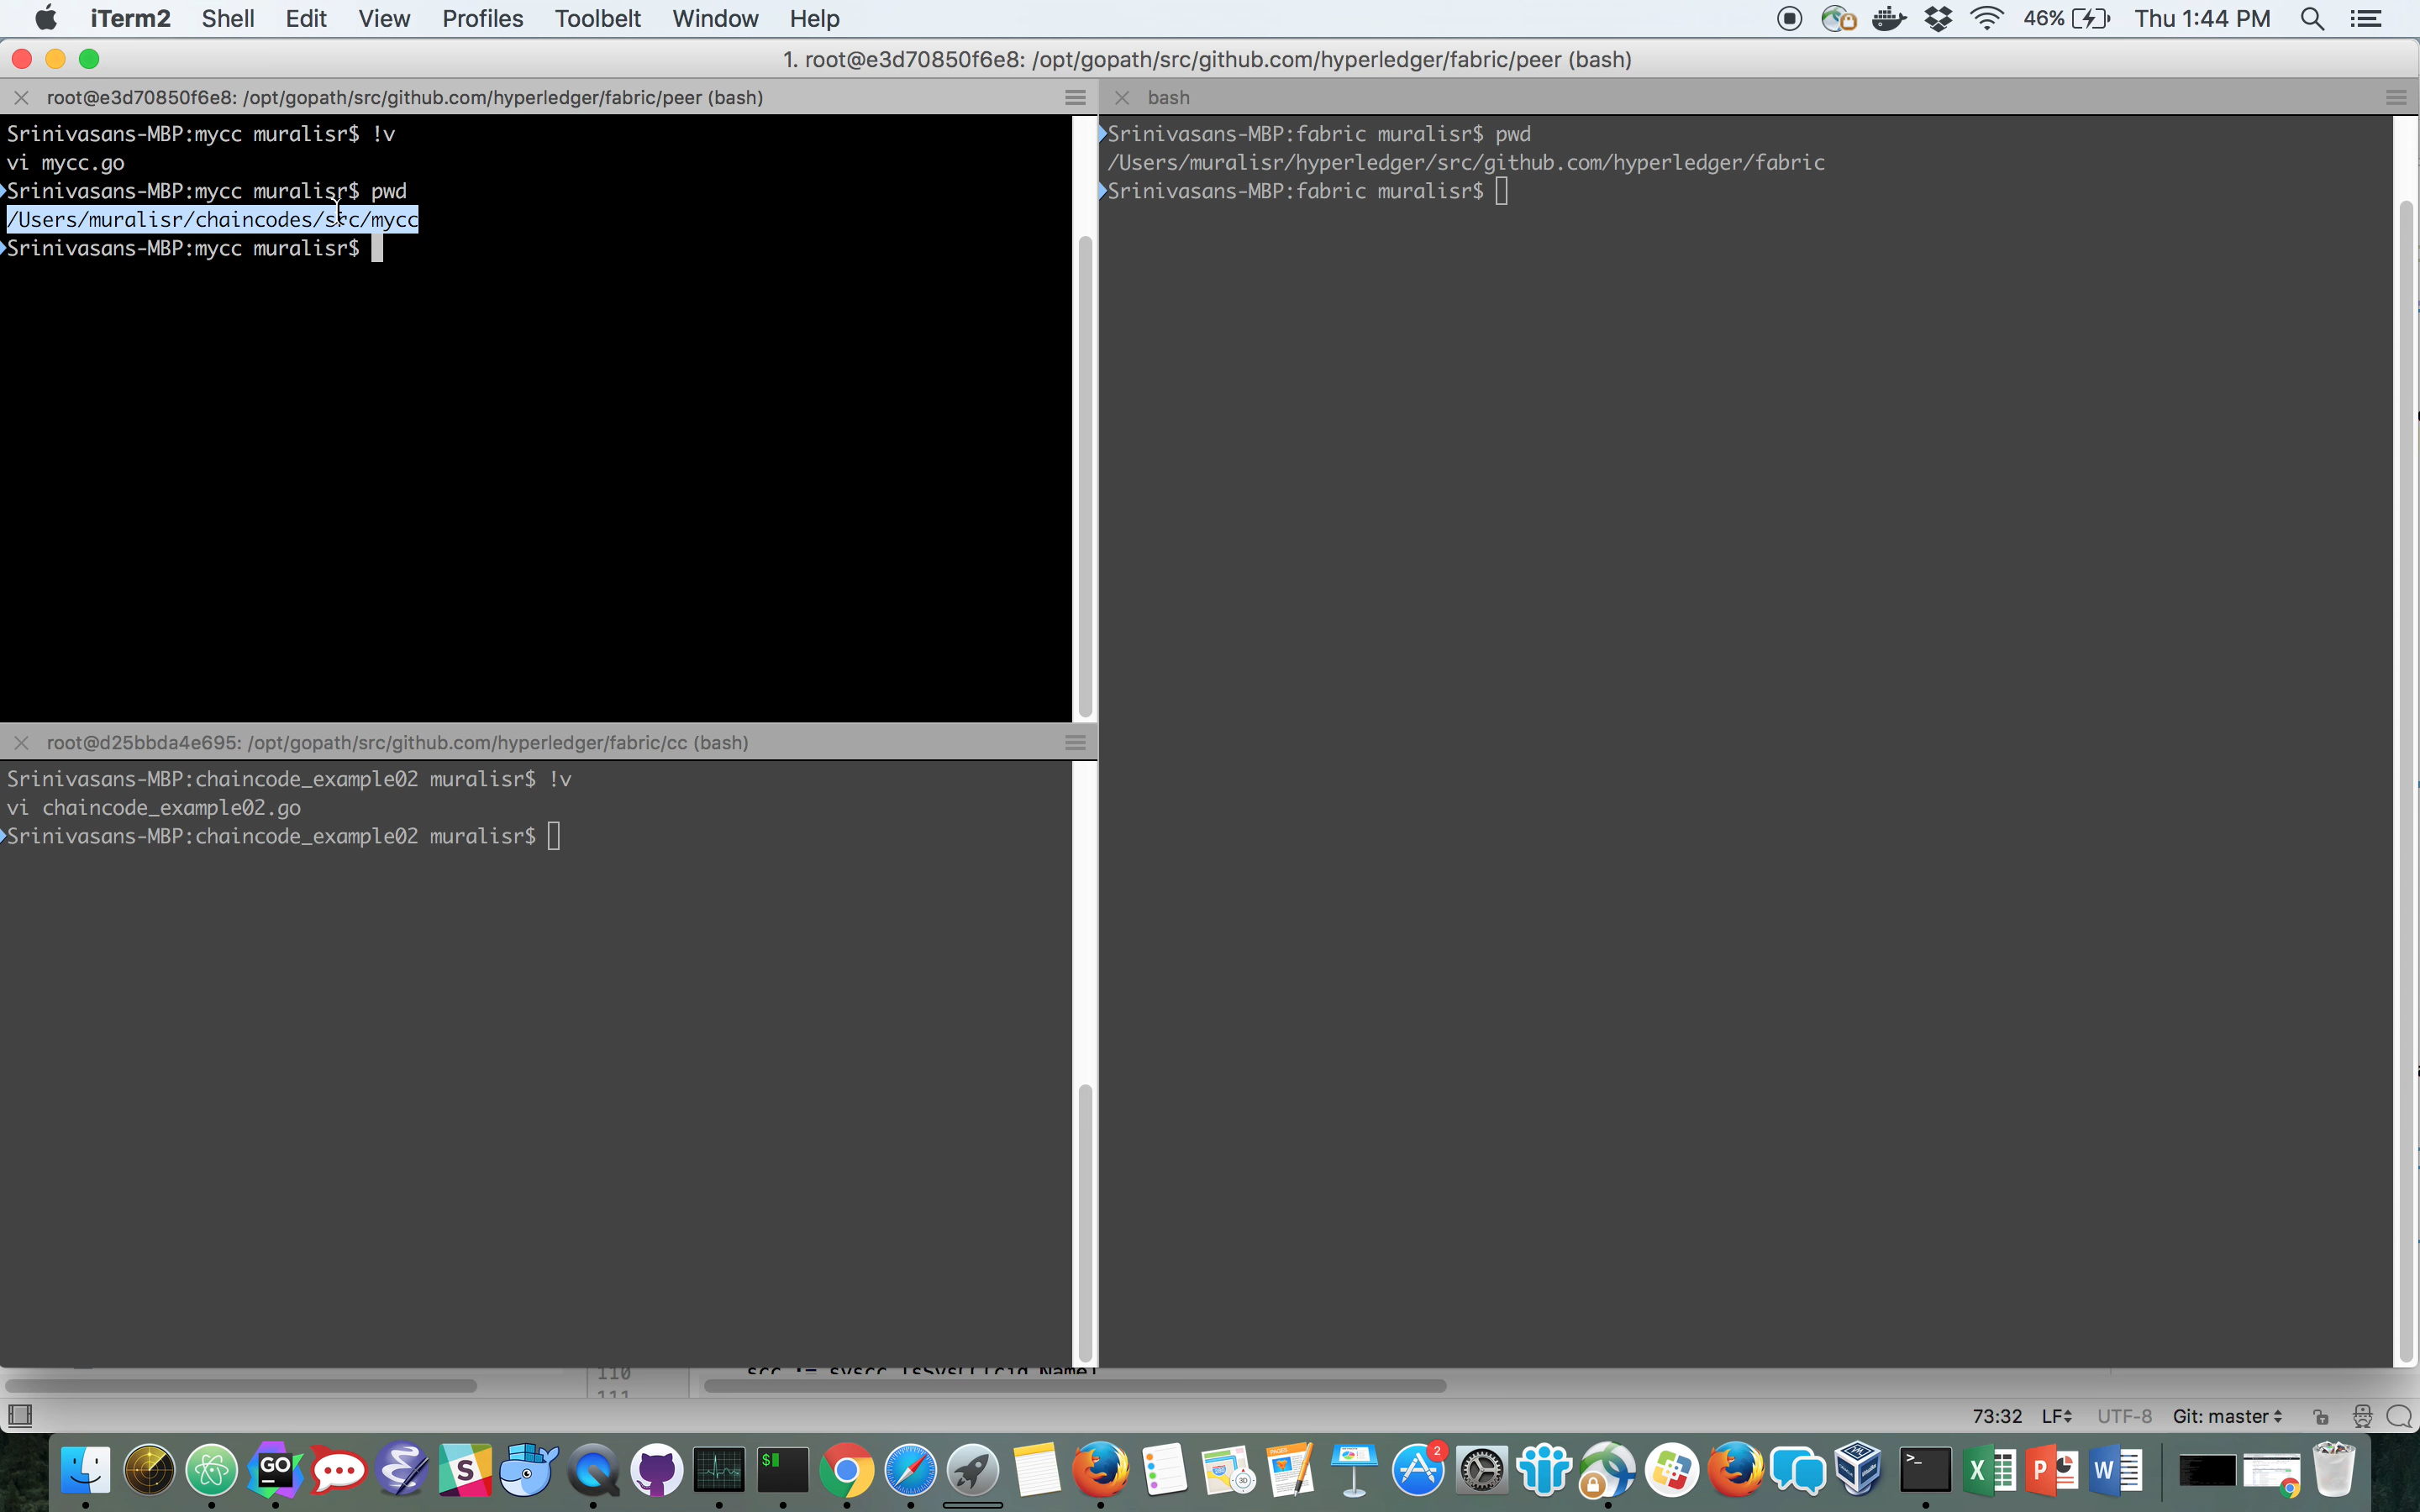 iTerm2 Shell Edit View Profiles Toolbelt Window Help 46% Thu 1:44 PM
1. root@e3d70850f6e8: /opt/gopath/src/github.com/hyperledger/fabric/peer (bash)
root@e3d70850f6e8: /opt/gopath/src/github.com/hyperledger/fabric/peer (bash)
Srinivasans-MBP:mycc muralisr$ !v
vi mycc.go
Srinivasans-MBP:mycc muralisr$ pwd
/Users/muralisr/chaincodes/src/mycc
Srinivasans-MBP:mycc muralisr$
bash
Srinivasans-MBP:fabric muralisr$ pwd
/Users/muralisr/hyperledger/src/github.com/hyperledger/fabric
Srinivasans-MBP:fabric muralisr$
root@d25bbda4e695: /opt/gopath/src/github.com/hyperledger/fabric/cc (bash)
Srinivasans-MBP:chaincode_example02 muralisr$ !v
vi chaincode_example02.go
Srinivasans-MBP:chaincode_example02 muralisr$
110
111
73:32 LF UTF-8 Git: master
GO
S
$
2
>_
X
P
W